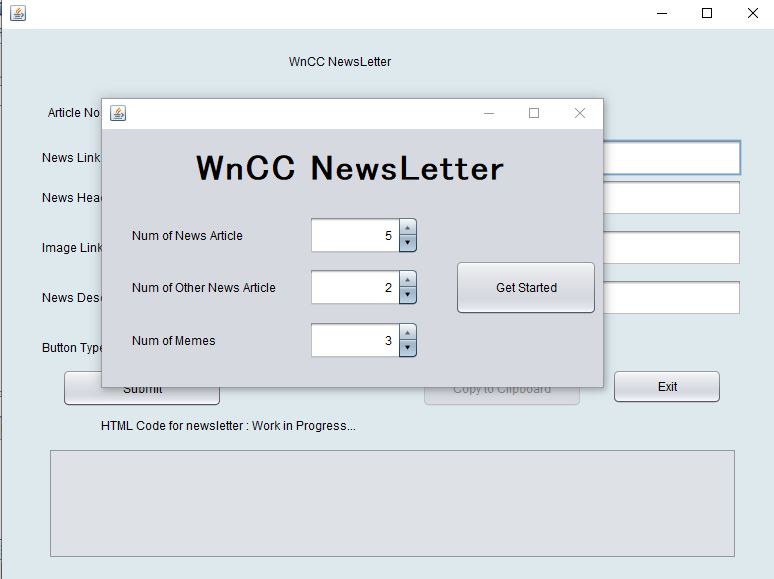 WnCC NewsLetter
Article No
WnCC NewsLetter
News Link
News Hea
Num of News Article 5
Image Link
Num of Other News Article 2 Get Started
News Desc
Num of Memes 3
Button Type
Submit Copy to Clipboard Exit
HTML Code for newsletter : Work in Progress...